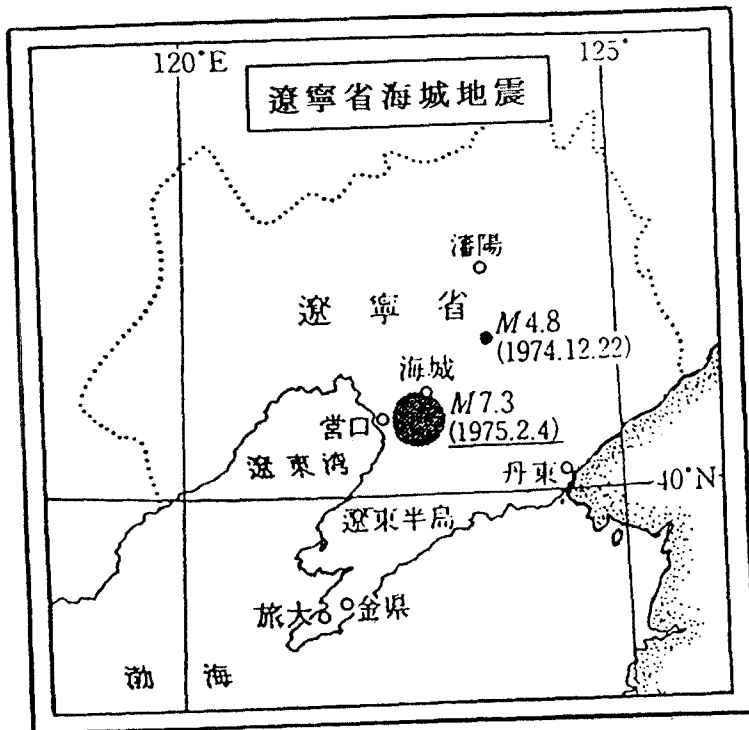 120°E
125°
遼寧省海城地震
瀋陽
遼寧省
M4.8
(1974.12.22)
海城
M7.3
(1975.2.4)
営口
遼東湾
丹東
40°N
遼東半島
旅大
金県
渤海